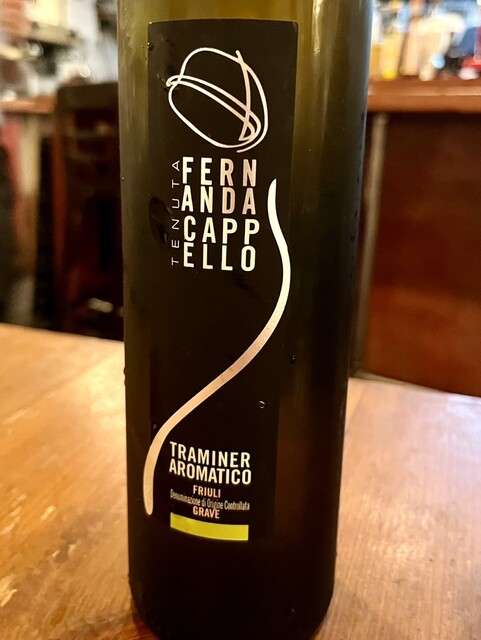 TENUTA
FERN
ANDA
CAPP
ELLO
TRAMINER
AROMATICO
FRIULI
Denominazione di Origine Controllata
GRAVE